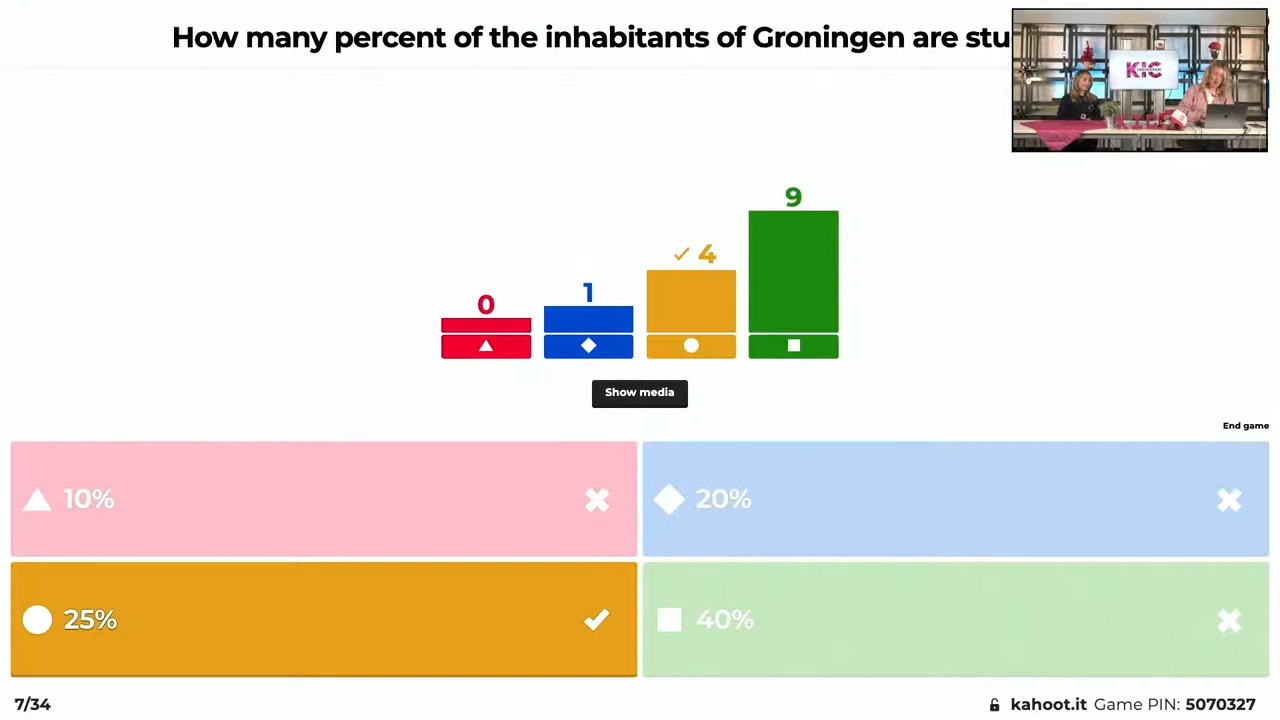 How many percent of the inhabitants of Groningen are stu
KIC
9
4
1
0
Show media
End game
10%
20%
25%
40%
7/34
kahoot.it Game PIN: 5070327